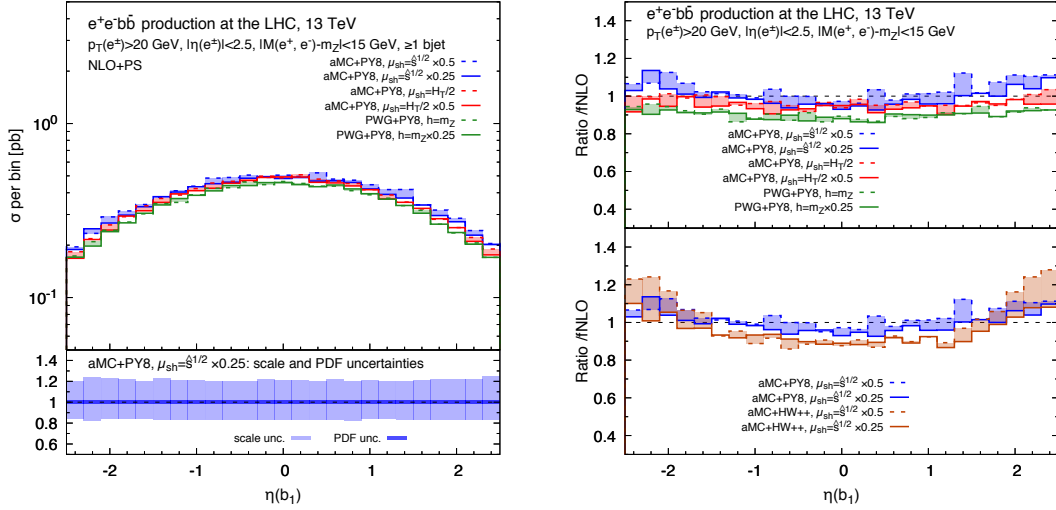 e⁺e⁻bb̄ production at the LHC, 13 TeV
p_T(e±)>20 GeV, |η(e±)|<2.5, |M(e⁺, e⁻)-m_Z|<15 GeV, ≥1 bjet
NLO+PS
aMC+PY8, μ_sh=ŝ^1/2 ×0.5
aMC+PY8, μ_sh=ŝ^1/2 ×0.25
aMC+PY8, μ_sh=H_T/2
aMC+PY8, μ_sh=H_T/2 ×0.5
PWG+PY8, h=m_Z
PWG+PY8, h=m_Z×0.25
σ per bin [pb]
10⁰
10⁻¹
aMC+PY8, μ_sh=ŝ^1/2 ×0.25: scale and PDF uncertainties
1.4
1.2
1
0.8
0.6
scale unc.
PDF unc.
-2 -1 0 1 2
η(b₁)
e⁺e⁻bb̄ production at the LHC, 13 TeV
p_T(e±)>20 GeV, |η(e±)|<2.5, |M(e⁺, e⁻)-m_Z|<15 GeV, ≥1 bjet
Ratio /fNLO
1.4
1.2
1
0.8
0.6
0.4
aMC+PY8, μ_sh=ŝ^1/2 ×0.5
aMC+PY8, μ_sh=ŝ^1/2 ×0.25
aMC+PY8, μ_sh=H_T/2
aMC+PY8, μ_sh=H_T/2 ×0.5
PWG+PY8, h=m_Z
PWG+PY8, h=m_Z×0.25
Ratio /fNLO
1.4
1.2
1
0.8
0.6
0.4
aMC+PY8, μ_sh=ŝ^1/2 ×0.5
aMC+PY8, μ_sh=ŝ^1/2 ×0.25
aMC+HW++, μ_sh=ŝ^1/2 ×0.5
aMC+HW++, μ_sh=ŝ^1/2 ×0.25
-2 -1 0 1 2
η(b₁)